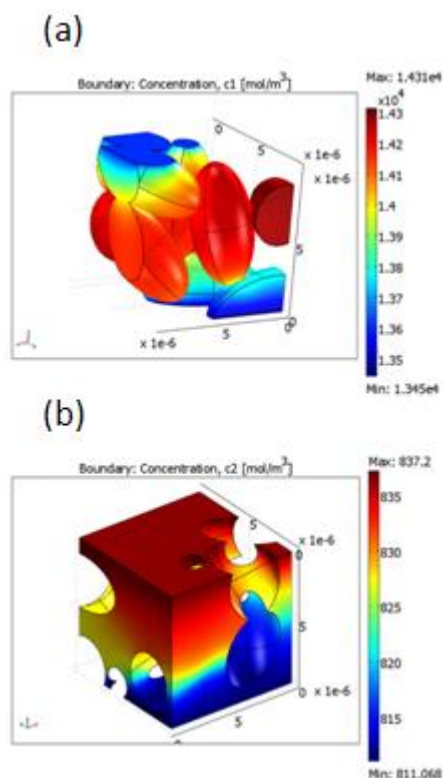 (a)
Boundary: Concentration, c1 [mol/m³]
Max: 1.431e4
×10⁴
1.43
1.42
1.41
1.4
1.39
1.38
1.37
1.36
1.35
Min: 1.345e4
0
5
x 1e-6
x 1e-6
5
0
0
5
x 1e-6
(b)
Boundary: Concentration, c2 [mol/m³]
Max: 837.2
835
830
825
820
815
Min: 811.068
5
x 1e-6
0
5
0
x 1e-6
5